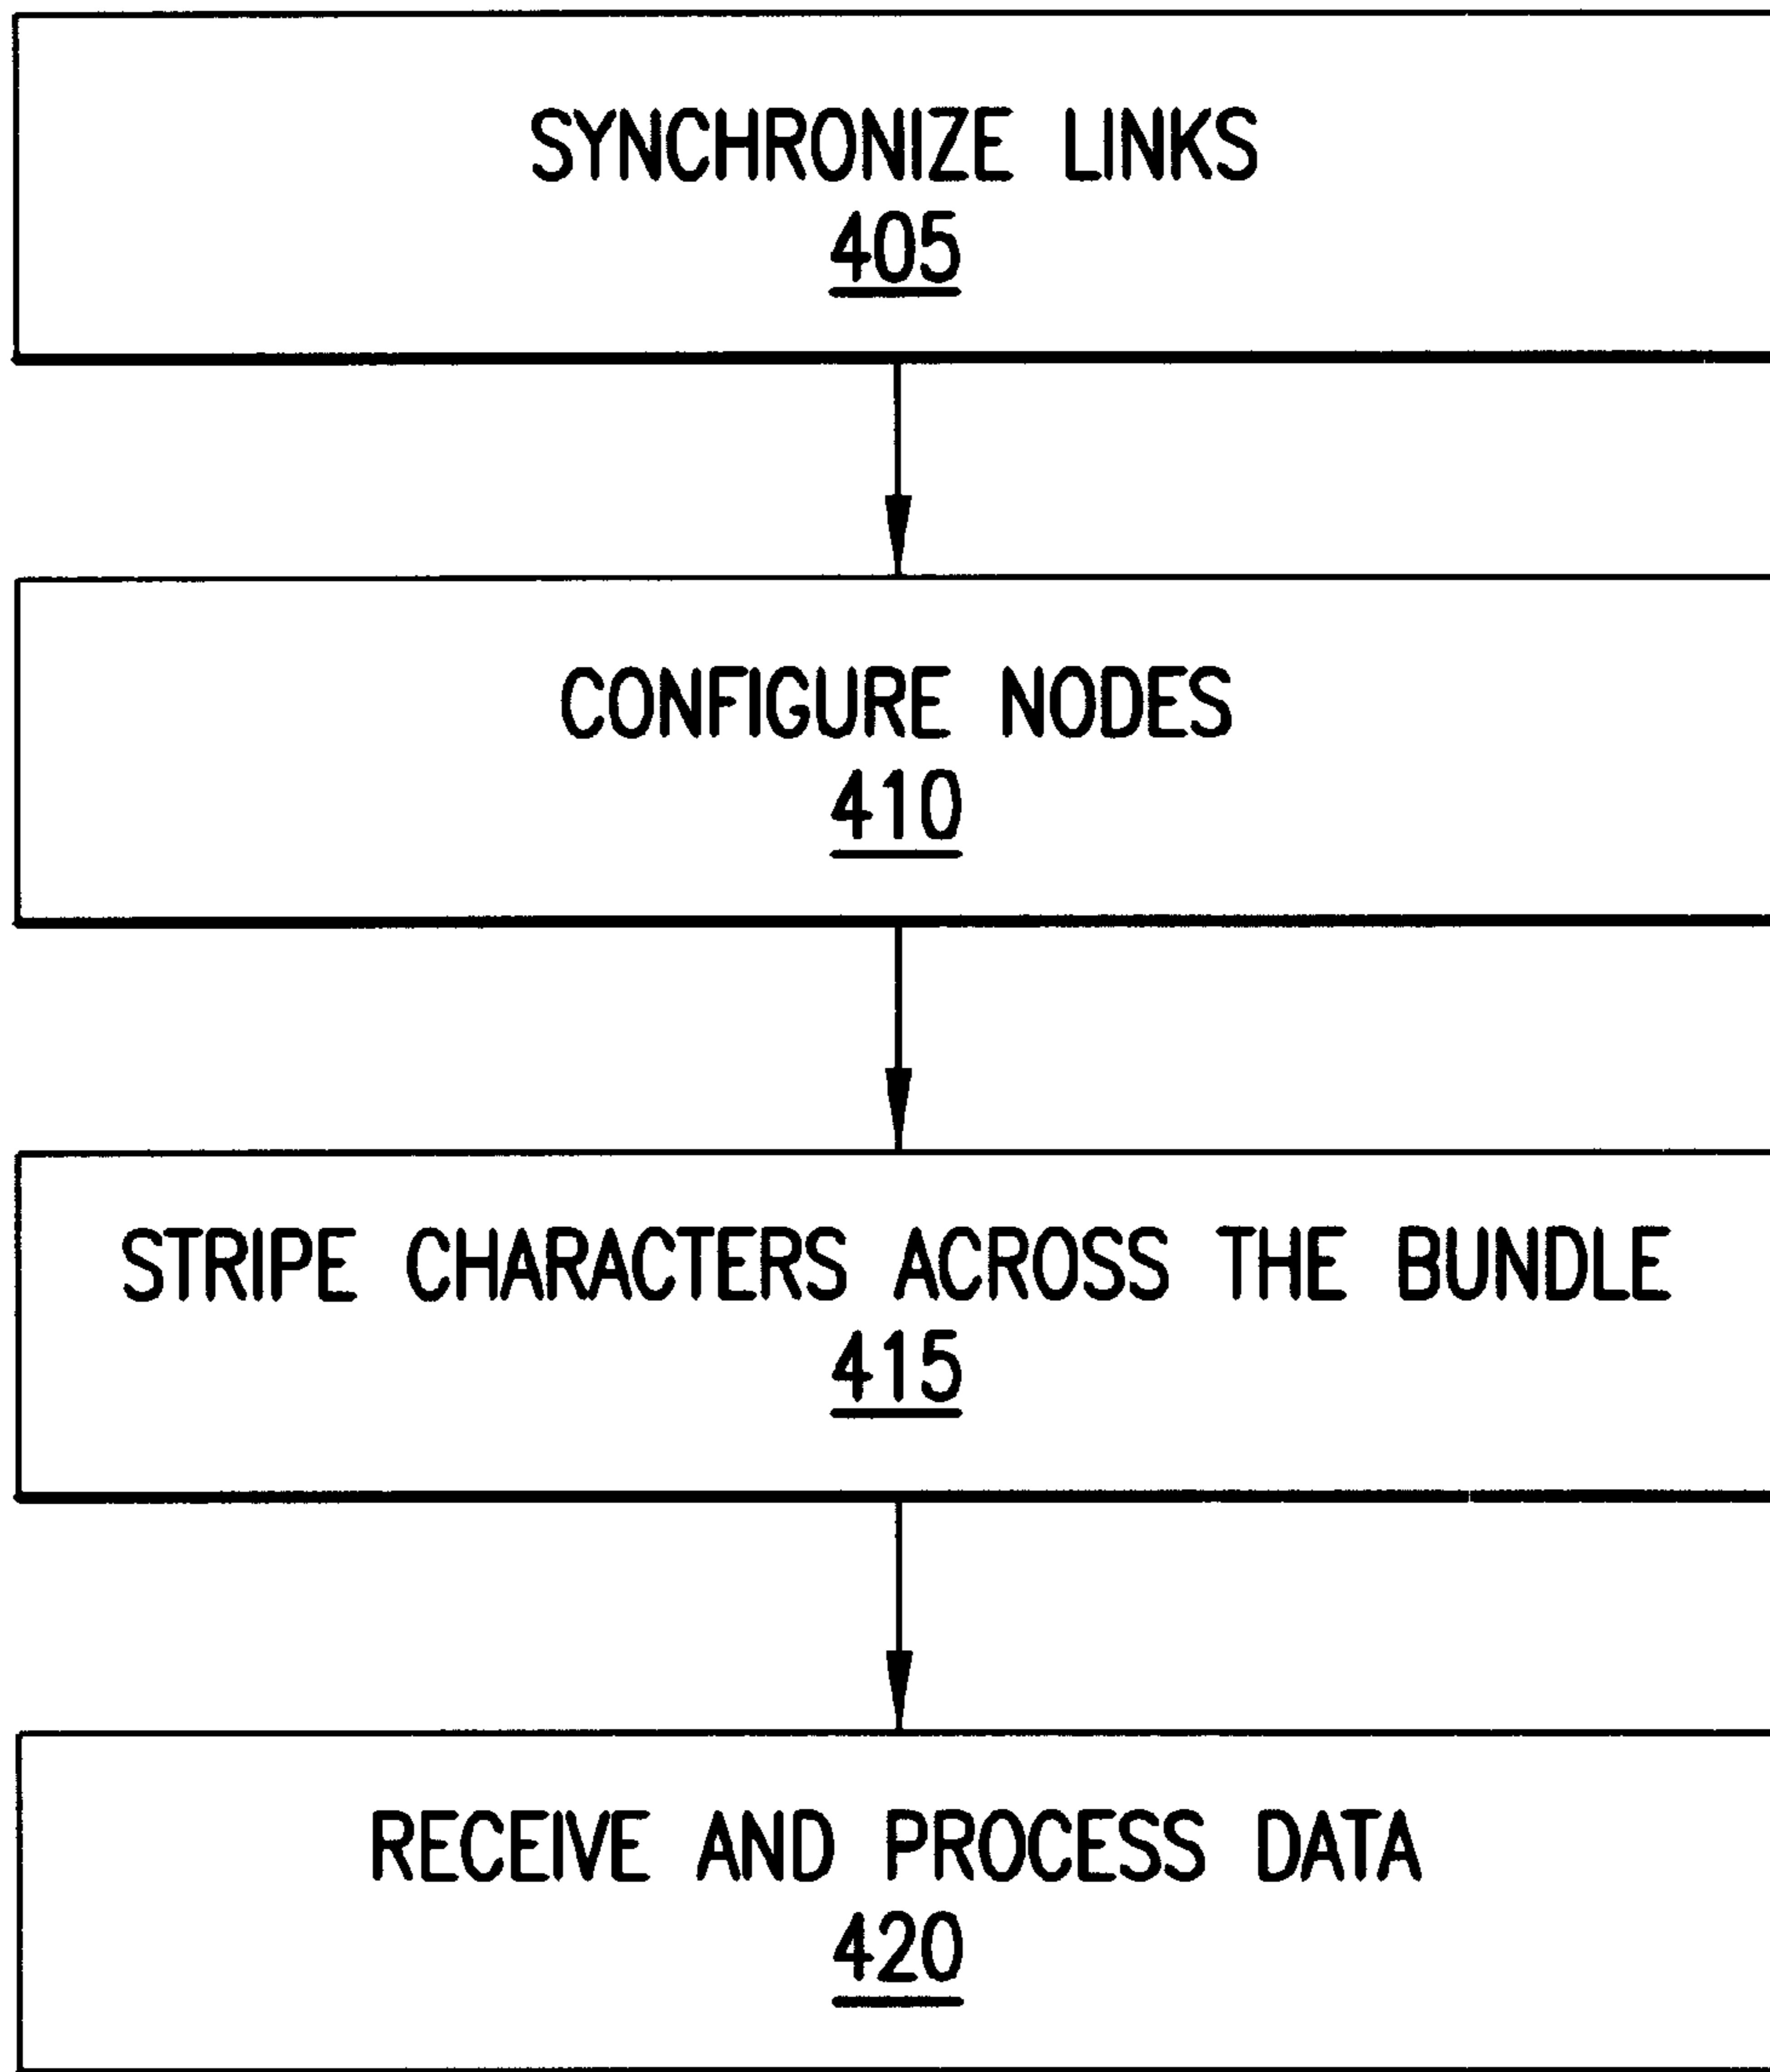 SYNCHRONIZE LINKS
405
CONFIGURE NODES
410
STRIPE CHARACTERS ACROSS THE BUNDLE
415
RECEIVE AND PROCESS DATA
420